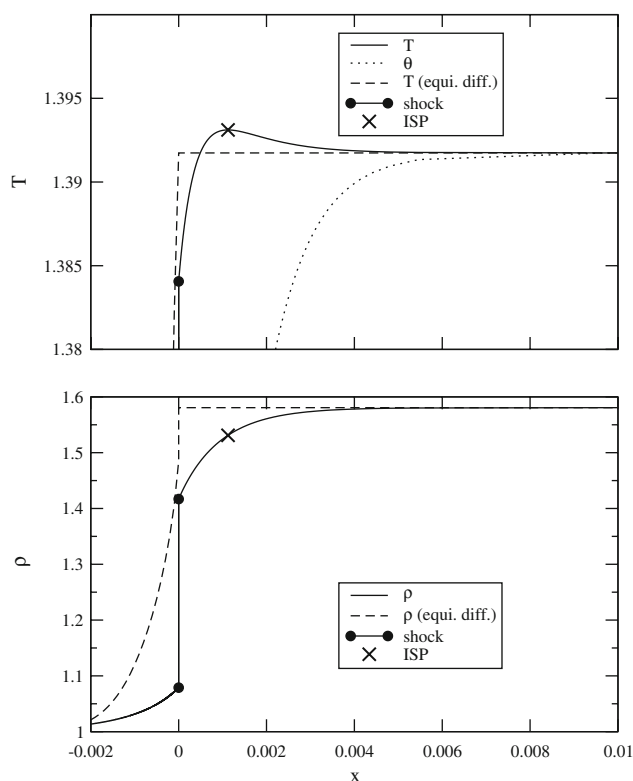 T
θ
T (equi. diff.)
shock
ISP
1.395
1.39
1.385
1.38
T
1.6
1.5
1.4
1.3
1.2
1.1
1
ρ
ρ
ρ (equi. diff.)
shock
ISP
-0.002
0
0.002
0.004
0.006
0.008
0.01
x